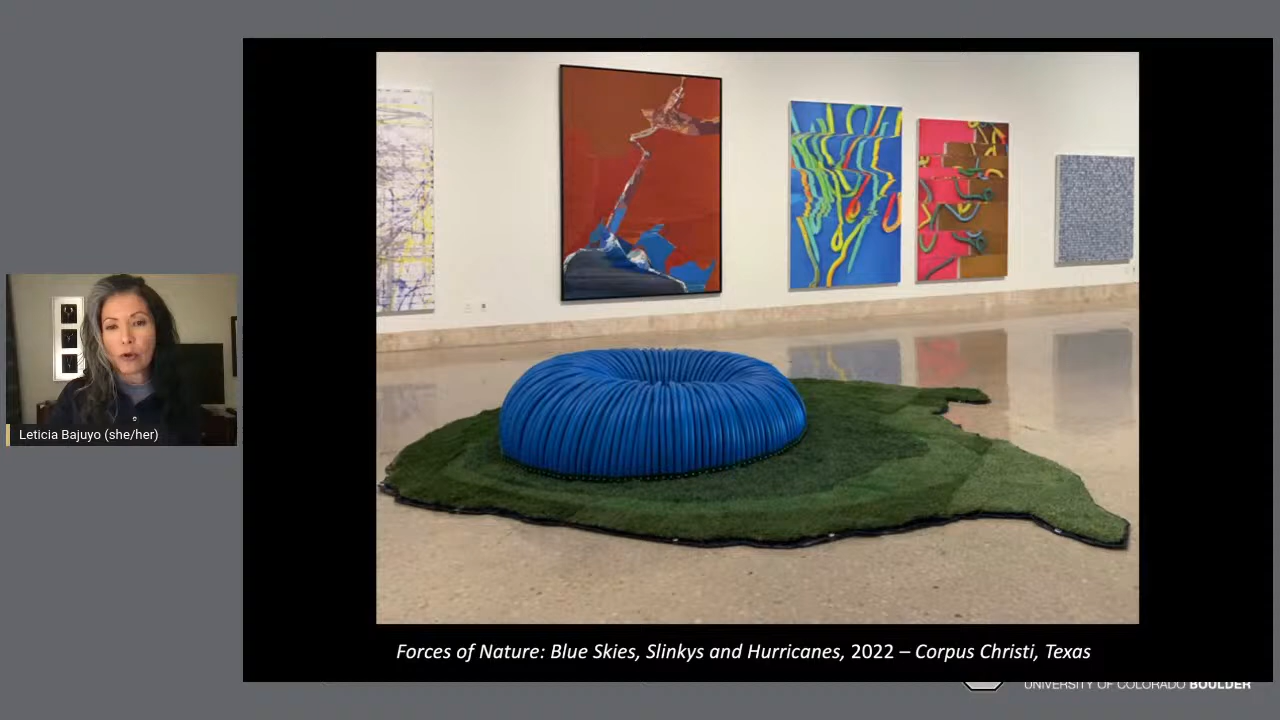 Leticia Bajuyo (she/her)
Forces of Nature: Blue Skies, Slinkys and Hurricanes, 2022 – Corpus Christi, Texas
UNIVERSITY OF COLORADO BOULDER